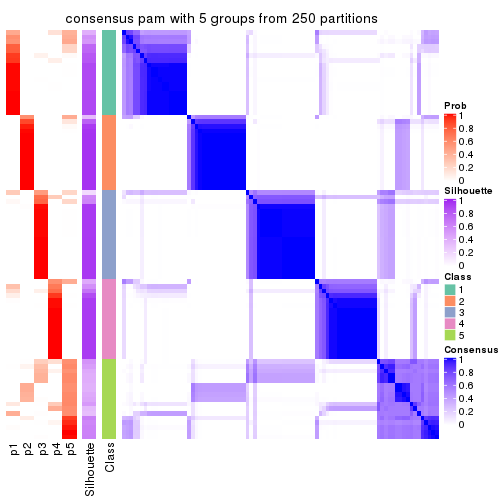 consensus pam with 5 groups from 250 partitions
Prob
1
0.8
0.6
0.4
0.2
0
Silhouette
1
0.8
0.6
0.4
0.2
0
Class
1
2
3
4
5
Consensus
1
0.8
0.6
0.4
0.2
0
p1
p2
p3
p4
p5
Silhouette
Class